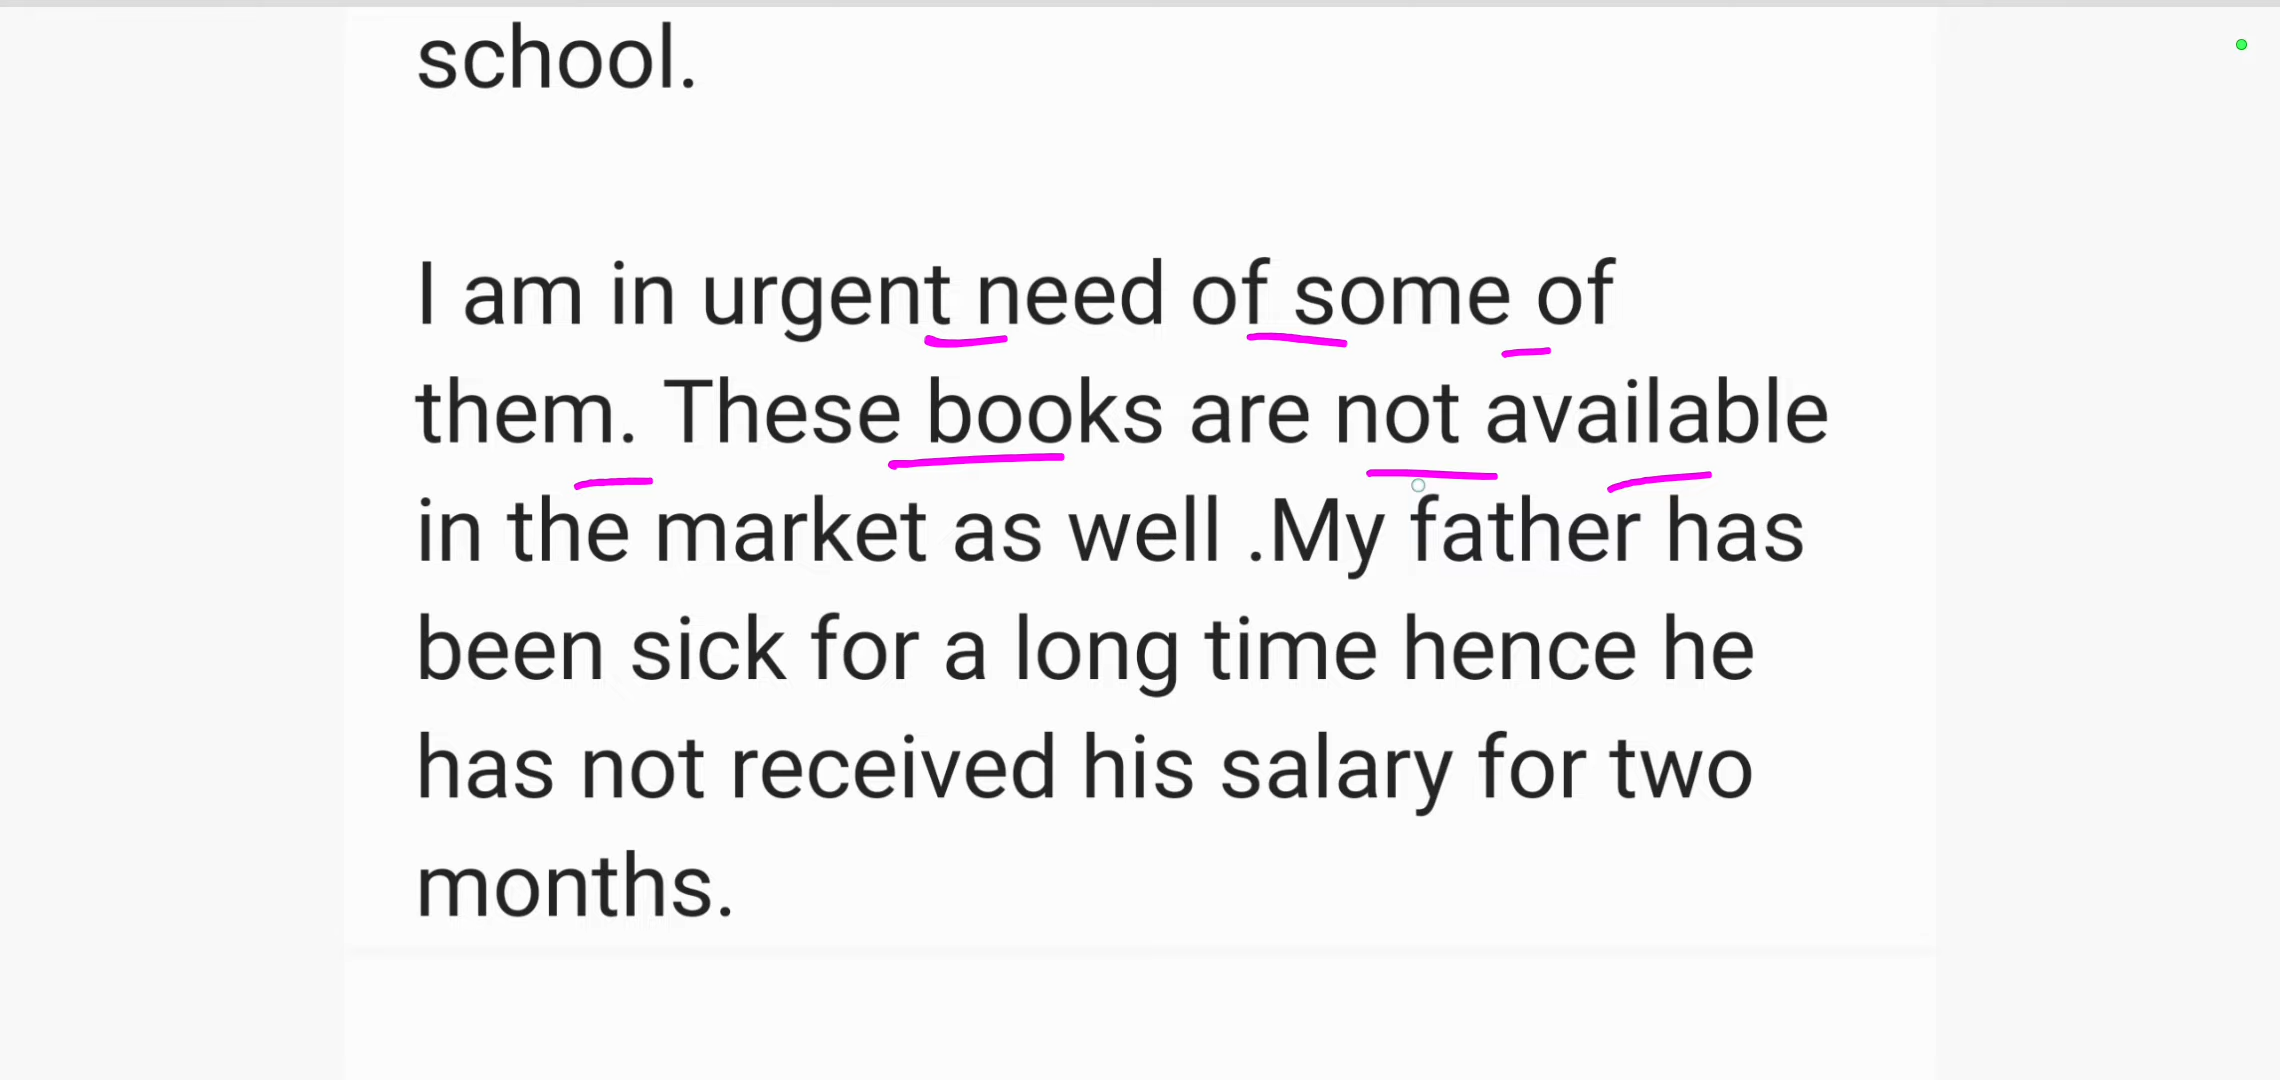 school.
I am in urgent need of some of
them. These books are not available
in the market as well .My father has
been sick for a long time hence he
has not received his salary for two
months.